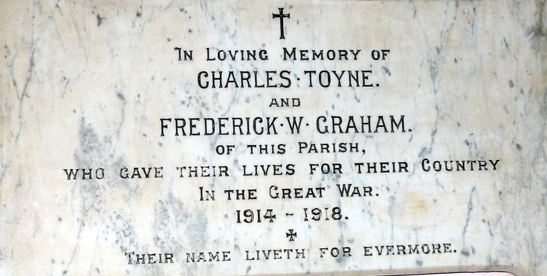 In Loving Memory of
CHARLES·TOYNE.
AND
FREDERICK·W·GRAHAM.
OF THIS PARISH,
WHO GAVE THEIR LIVES FOR THEIR COUNTRY
IN THE GREAT WAR.
1914 - 1918.
THEIR NAME LIVETH FOR EVERMORE.